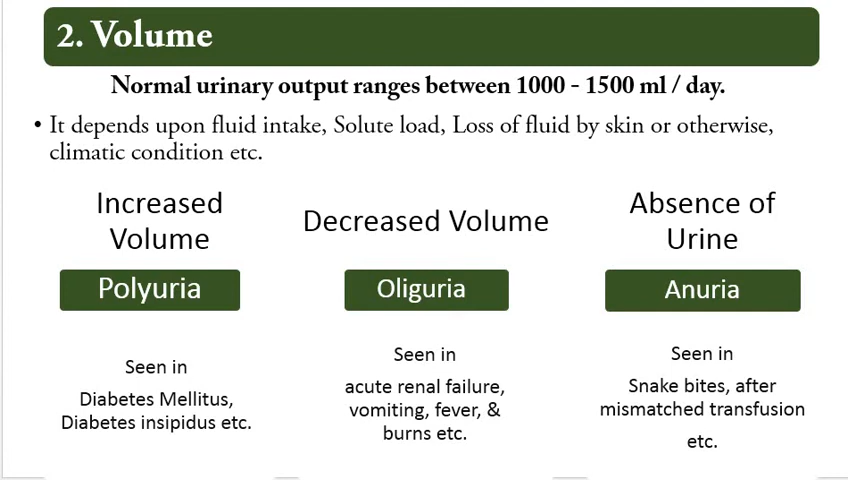 2. Volume
Normal urinary output ranges between 1000 - 1500 ml / day.
• It depends upon fluid intake, Solute load, Loss of fluid by skin or otherwise,
climatic condition etc.
Increased
Volume
Polyuria
Seen in
Diabetes Mellitus,
Diabetes insipidus etc.
Decreased Volume
Oliguria
Seen in
acute renal failure,
vomiting, fever, &
burns etc.
Absence of
Urine
Anuria
Seen in
Snake bites, after
mismatched transfusion
etc.